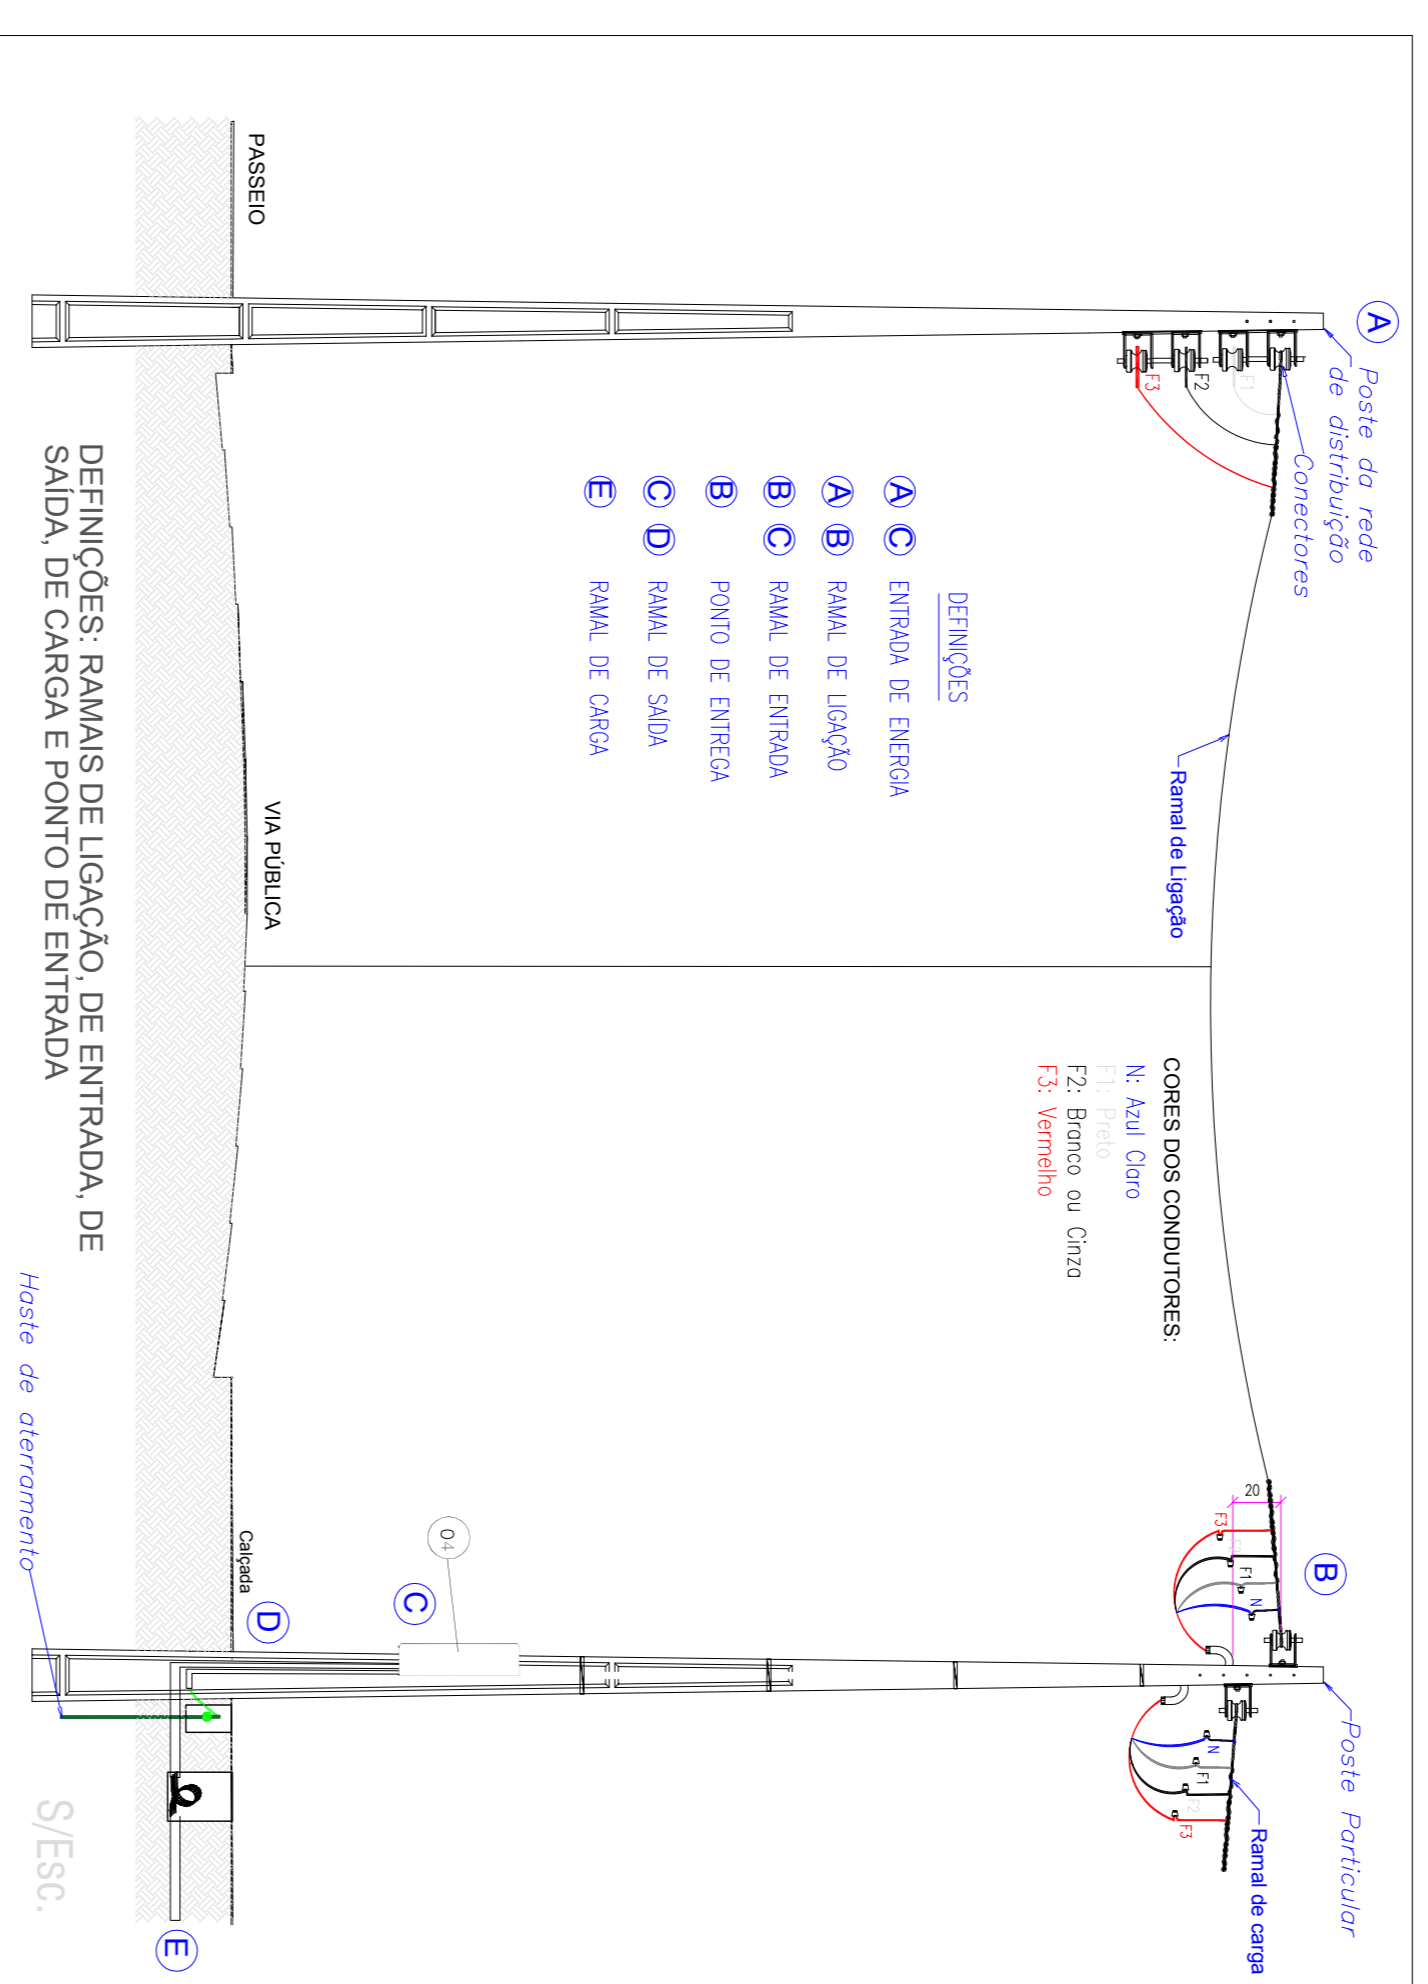 A
Poste da rede
de distribuição
Conectores
F1
F2
F3
Ramal de Ligação
DEFINIÇÕES
A C ENTRADA DE ENERGIA
A B RAMAL DE LIGAÇÃO
B C RAMAL DE ENTRADA
B PONTO DE ENTREGA
C D RAMAL DE SAÍDA
E RAMAL DE CARGA
CORES DOS CONDUTORES:
N: Azul Claro
F1: Preto
F2: Branco ou Cinza
F3: Vermelho
B
20
F3
F2
F1
N
Poste Particular
Ramal de carga
N
F1
F2
F3
04
C
D
Calçada
PASSEIO
VIA PÚBLICA
E
Haste de aterramento
DEFINIÇÕES: RAMAIS DE LIGAÇÃO, DE ENTRADA, DE
SAÍDA, DE CARGA E PONTO DE ENTRADA
S/Esc.